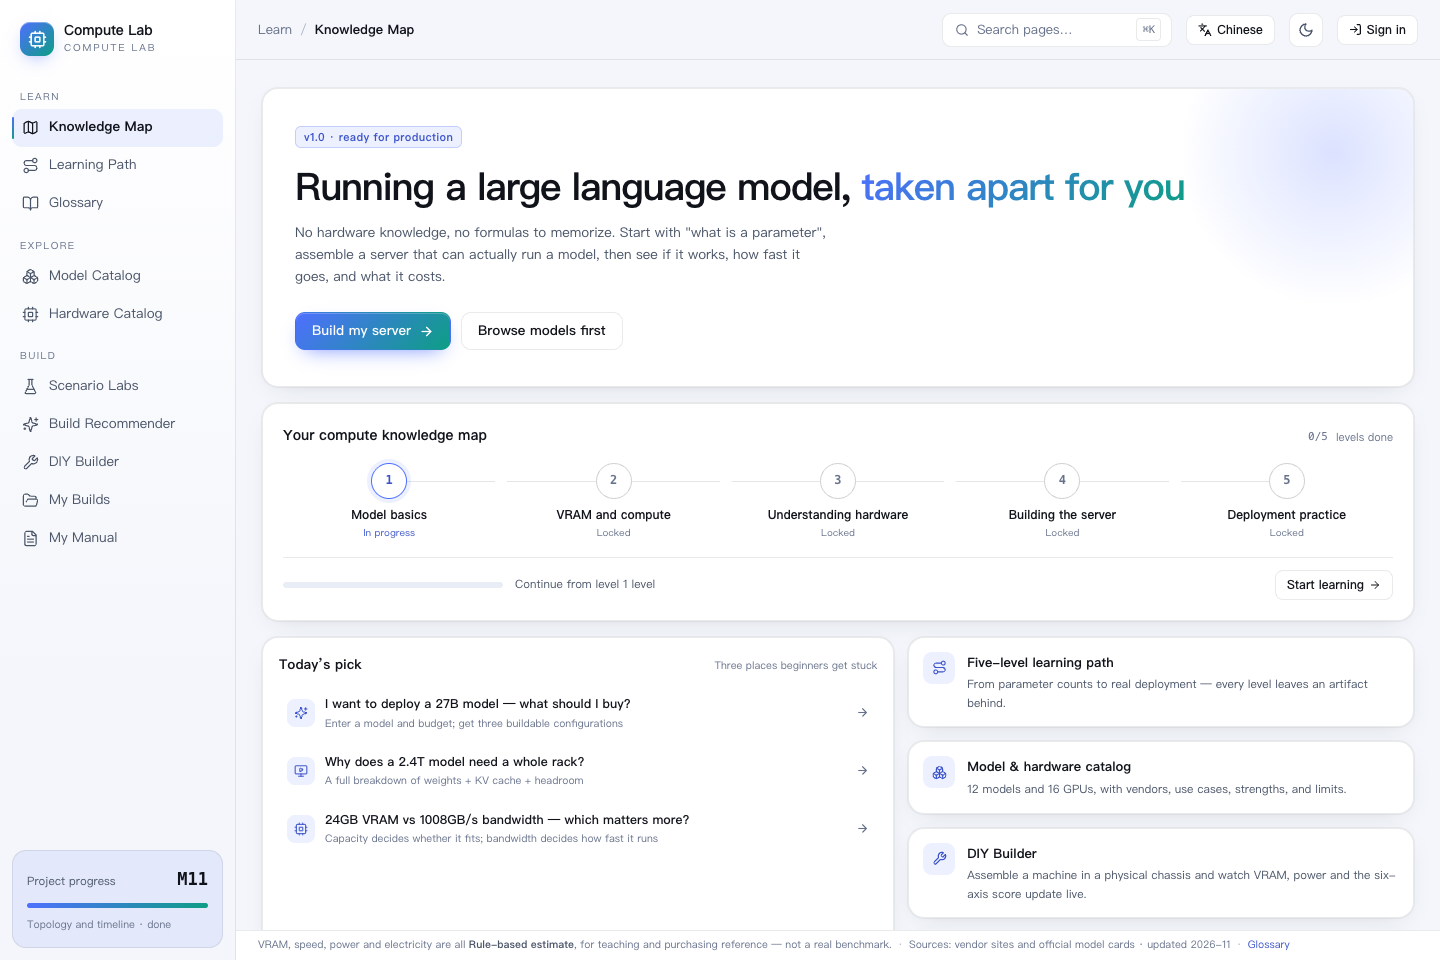 Compute Lab
COMPUTE LAB
LEARN
Knowledge Map
Learning Path
Glossary
EXPLORE
Model Catalog
Hardware Catalog
BUILD
Scenario Labs
Build Recommender
DIY Builder
My Builds
My Manual
Project progress M11
Topology and timeline · done
Learn / Knowledge Map
Search pages… ⌘K
Chinese
Sign in
v1.0 · ready for production
Running a large language model, taken apart for you
No hardware knowledge, no formulas to memorize. Start with "what is a parameter",
assemble a server that can actually run a model, then see if it works, how fast it
goes, and what it costs.
Build my server →
Browse models first
Your compute knowledge map
0/5 levels done
1 2 3 4 5
Model basics VRAM and compute Understanding hardware Building the server Deployment practice
In progress Locked Locked Locked Locked
Continue from level 1 level
Start learning →
Today's pick
Three places beginners get stuck
I want to deploy a 27B model — what should I buy?
Enter a model and budget; get three buildable configurations
Why does a 2.4T model need a whole rack?
A full breakdown of weights + KV cache + headroom
24GB VRAM vs 1008GB/s bandwidth — which matters more?
Capacity decides whether it fits; bandwidth decides how fast it runs
Five-level learning path
From parameter counts to real deployment — every level leaves an artifact
behind.
Model & hardware catalog
12 models and 16 GPUs, with vendors, use cases, strengths, and limits.
DIY Builder
Assemble a machine in a physical chassis and watch VRAM, power and the six-
axis score update live.
VRAM, speed, power and electricity are all Rule-based estimate, for teaching and purchasing reference — not a real benchmark. · Sources: vendor sites and official model cards · updated 2026-11 · Glossary